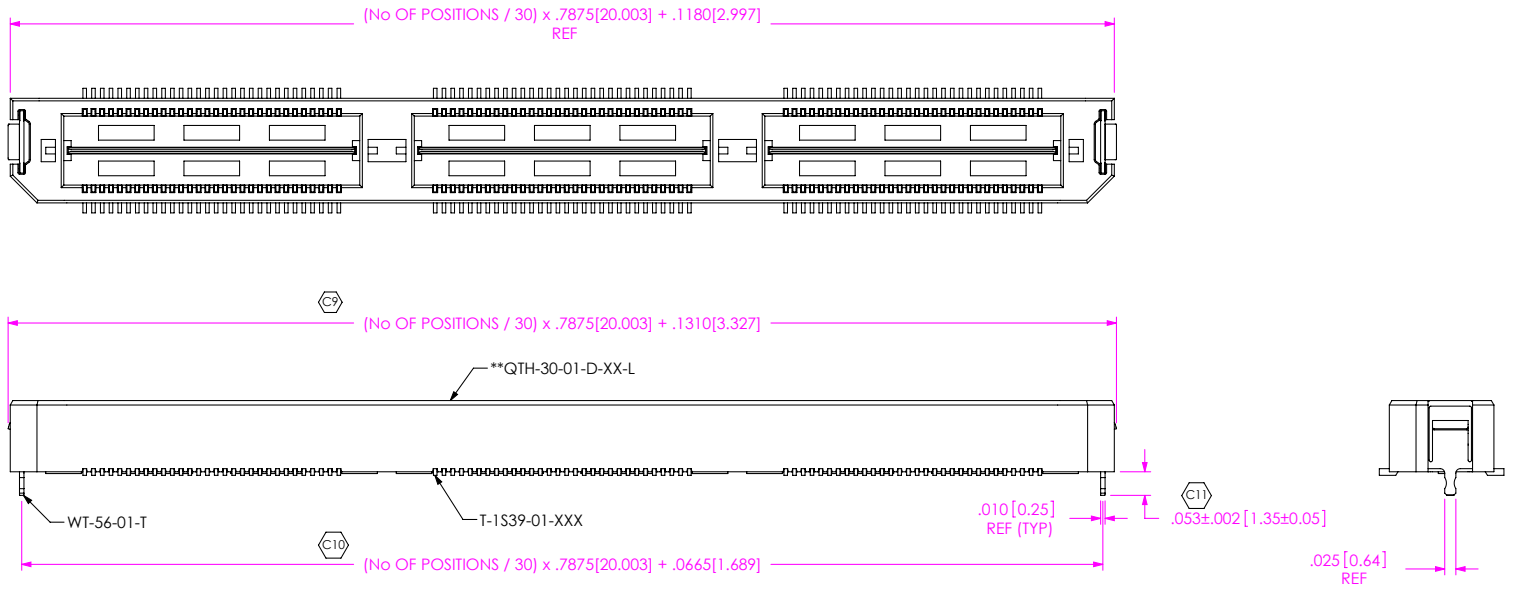 (No OF POSITIONS / 30) x .7875[20.003] + .1180[2.997]
REF
C9
(No OF POSITIONS / 30) x .7875[20.003] + .1310[3.327]
**QTH-30-01-D-XX-L
WT-56-01-T
T-1S39-01-XXX
.010 [0.25]
REF (TYP)
C11
.053±.002 [1.35±0.05]
C10
(No OF POSITIONS / 30) x .7875[20.003] + .0665[1.689]
.025 [0.64]
REF